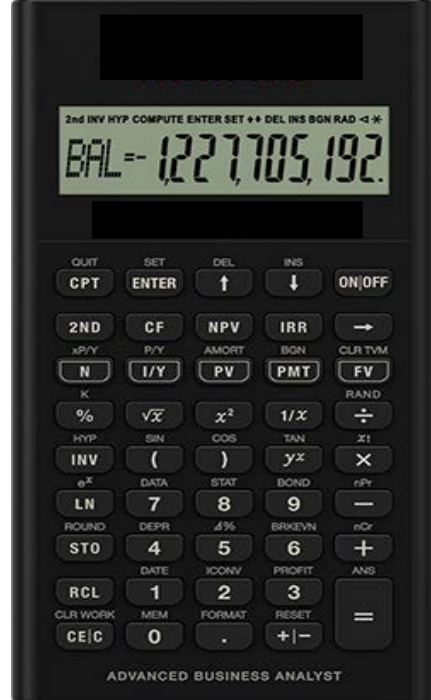 2nd INV HYP COMPUTE ENTER SET ♦♦ DEL INS BGN RAD ◁ ⚹
BAL=- 1,227,705,192.
QUIT SET DEL INS
CPT ENTER ↑ ↓ ON|OFF
2ND CF NPV IRR →
xP/Y P/Y AMORT BGN CLR TVM
N I/Y PV PMT FV
K RAND
% √x x² 1/x ÷
HYP SIN COS TAN x!
INV ( ) yˣ ×
eˣ DATA STAT BOND nPr
LN 7 8 9 −
ROUND DEPR Δ% BRKEVN nCr
STO 4 5 6 +
DATE ICONV PROFIT ANS
RCL 1 2 3 =
CLR WORK MEM FORMAT RESET
CE|C 0 . +|−
ADVANCED BUSINESS ANALYST